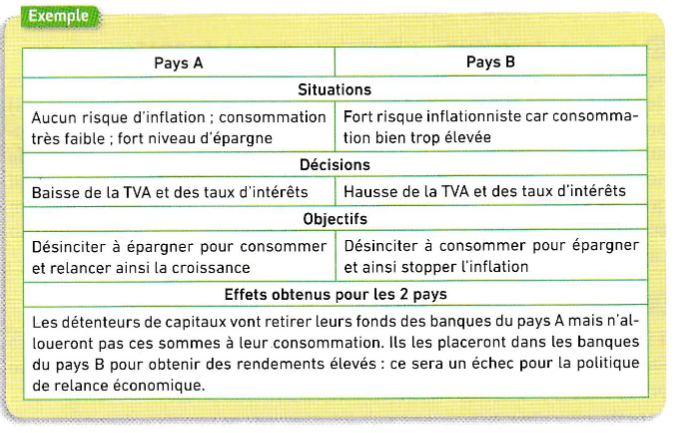 Exemple
Pays A
Pays B
Situations
Aucun risque d'inflation ; consommation
très faible ; fort niveau d'épargne
Fort risque inflationniste car consomma-
tion bien trop élevée
Décisions
Baisse de la TVA et des taux d'intérêts
Hausse de la TVA et des taux d'intérêts
Objectifs
Désinciter à épargner pour consommer
et relancer ainsi la croissance
Désinciter à consommer pour épargner
et ainsi stopper l'inflation
Effets obtenus pour les 2 pays
Les détenteurs de capitaux vont retirer leurs fonds des banques du pays A mais n'al-
loueront pas ces sommes à leur consommation. Ils les placeront dans les banques
du pays B pour obtenir des rendements élevés : ce sera un échec pour la politique
de relance économique.